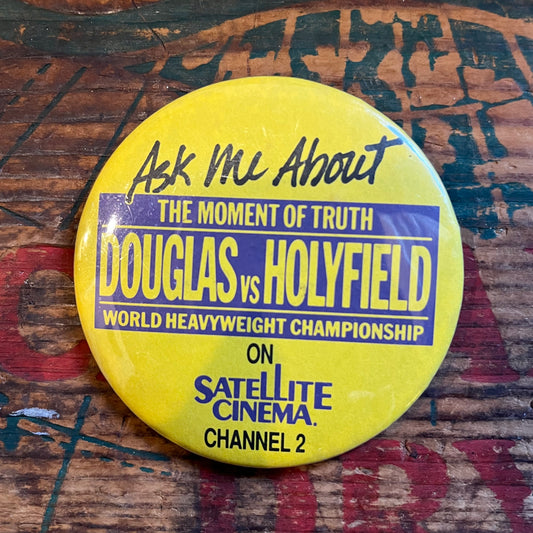 Ask Me About
THE MOMENT OF TRUTH
DOUGLAS VS HOLYFIELD
WORLD HEAVYWEIGHT CHAMPIONSHIP
ON
SATELLITE
CINEMA.
CHANNEL 2